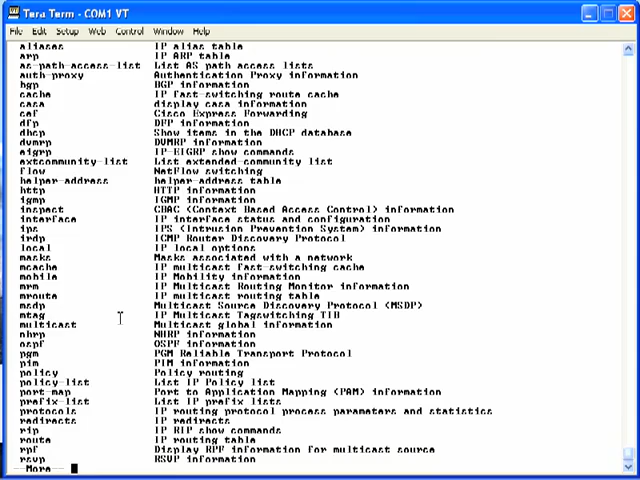 Tera Term - COM1 VT
File Edit Setup Web Control Window Help
aliases IP alias table
arp IP ARP table
as-path-access-list List AS path access lists
auth-proxy Authentication Proxy information
bgp BGP information
cache IP fast-switching route cache
casa display casa information
cef Cisco Express Forwarding
dfp DFP information
dhcp Show items in the DHCP database
dvmrp DVMRP information
eigrp IP-EIGRP show commands
extcommunity-list List extended-community list
flow NetFlow switching
helper-address helper-address table
http HTTP information
igmp IGMP information
inspect CBAC (Context Based Access Control) information
interface IP interface status and configuration
ips IPS (Intrusion Prevention System) information
irdp ICMP Router Discovery Protocol
local IP local options
masks Masks associated with a network
mcache IP multicast fast-switching cache
mobile IP Mobility information
mrm IP Multicast Routing Monitor information
mroute IP multicast routing table
msdp Multicast Source Discovery Protocol (MSDP)
mtag IP Multicast Tagswitching TIB
multicast Multicast global information
nhrp NHRP information
ospf OSPF information
pgm PGM Reliable Transport Protocol
pim PIM information
policy Policy routing
policy-list List IP Policy list
port-map Port to Application Mapping (PAM) information
prefix-list List IP prefix lists
protocols IP routing protocol process parameters and statistics
redirects IP redirects
rip IP RIP show commands
route IP routing table
rpf Display RPF information for multicast source
rsvp RSVP information
--More--